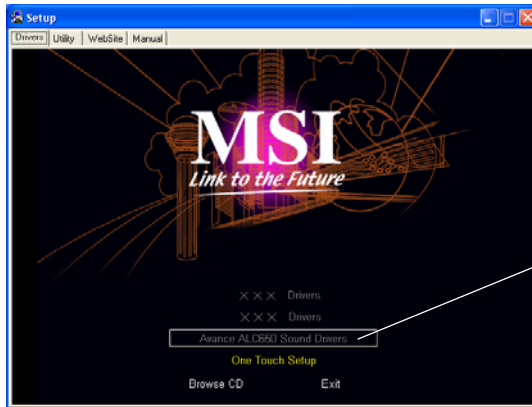 Setup
Drivers Utility WebSite Manual
MSI
Link to the Future
XXX Drivers
XXX Drivers
Avance ALC650 Sound Drivers
One Touch Setup
Browse CD Exit